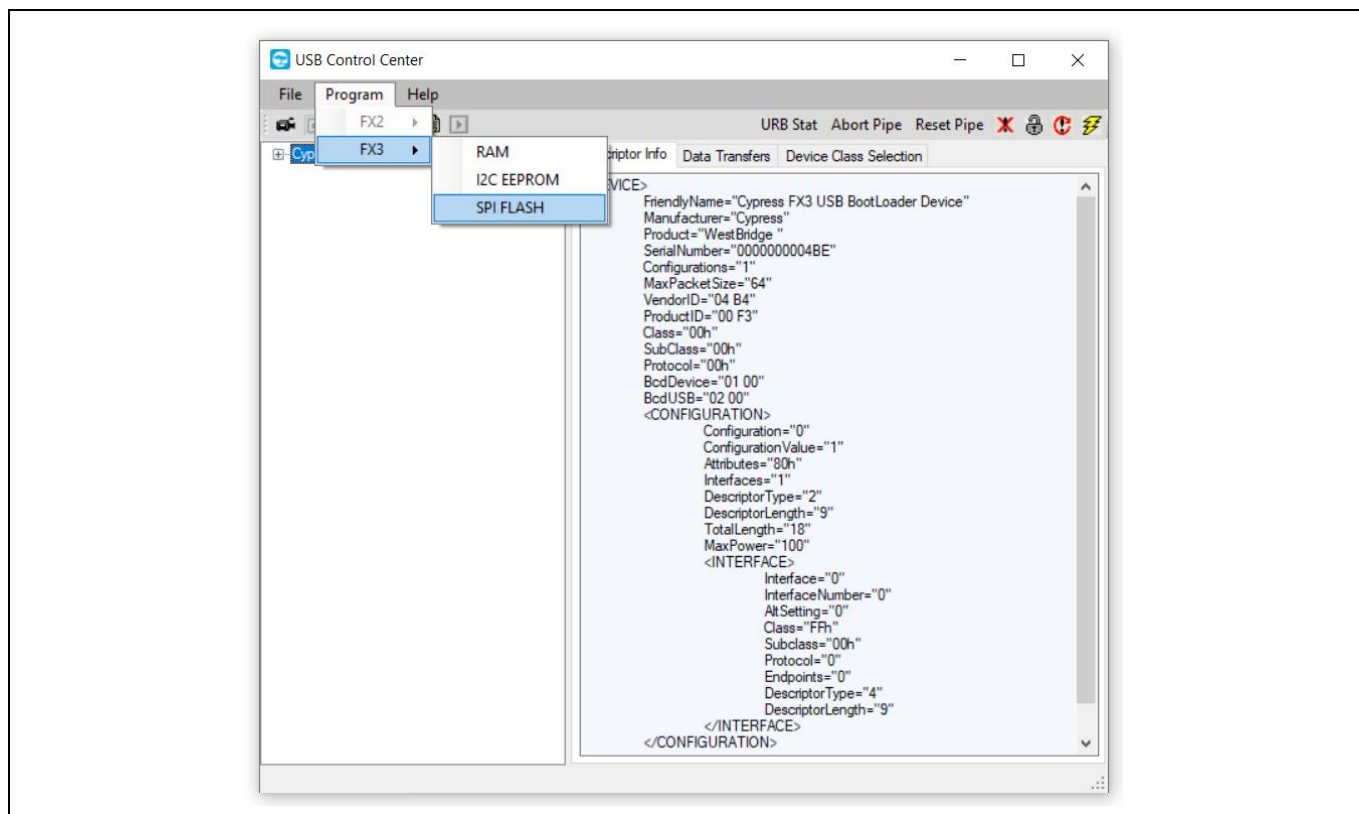 USB Control Center
File Program Help
FX2
URB Stat Abort Pipe Reset Pipe
FX3
RAM
Data Transfers Device Class Selection
I2C EEPROM
SPI FLASH
FriendlyName="Cypress FX3 USB BootLoader Device"
Manufacturer="Cypress"
Product="WestBridge "
SerialNumber="0000000004BE"
Configurations="1"
MaxPacketSize="64"
VendorID="04 B4"
ProductID="00 F3"
Class="00h"
SubClass="00h"
Protocol="00h"
BcdDevice="01 00"
BcdUSB="02 00"
<CONFIGURATION>
Configuration="0"
ConfigurationValue="1"
Attributes="80h"
Interfaces="1"
DescriptorType="2"
DescriptorLength="9"
TotalLength="18"
MaxPower="100"
<INTERFACE>
Interface="0"
InterfaceNumber="0"
AltSetting="0"
Class="FFh"
Subclass="00h"
Protocol="0"
Endpoints="0"
DescriptorType="4"
DescriptorLength="9"
</INTERFACE>
</CONFIGURATION>